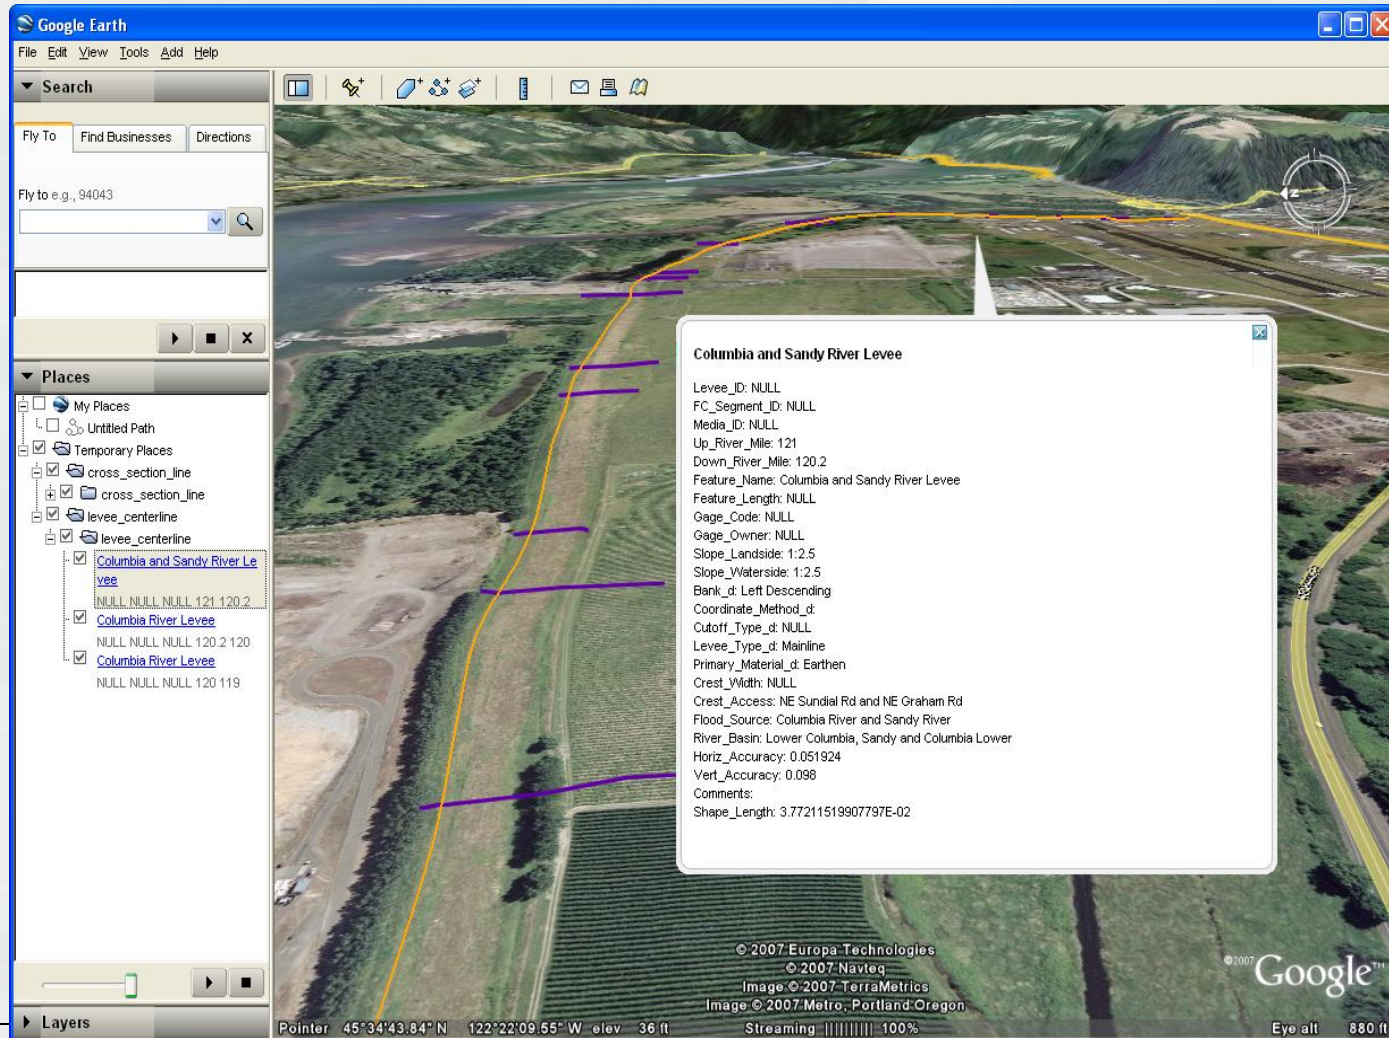 Google Earth
File Edit View Tools Add Help
Search
Fly To Find Businesses Directions
Fly to e.g., 94043
Places
My Places
Untitled Path
Temporary Places
cross_section_line
cross_section_line
levee_centerline
levee_centerline
Columbia and Sandy River Le
vee
NULL NULL NULL 121 120.2
Columbia River Levee
NULL NULL NULL 120.2 120
Columbia River Levee
NULL NULL NULL 120 119
Layers
Columbia and Sandy River Levee
Levee_ID: NULL
FC_Segment_ID: NULL
Media_ID: NULL
Up_River_Mile: 121
Down_River_Mile: 120.2
Feature_Name: Columbia and Sandy River Levee
Feature_Length: NULL
Gage_Code: NULL
Gage_Owner: NULL
Slope_Landside: 1:2.5
Slope_Waterside: 1:2.5
Bank_d: Left Descending
Coordinate_Method_d:
Cutoff_Type_d: NULL
Levee_Type_d: Mainline
Primary_Material_d: Earthen
Crest_Width: NULL
Crest_Access: NE Sundial Rd and NE Graham Rd
Flood_Source: Columbia River and Sandy River
River_Basin: Lower Columbia, Sandy and Columbia Lower
Horiz_Accuracy: 0.051924
Vert_Accuracy: 0.098
Comments:
Shape_Length: 3.77211519907797E-02
© 2007 Europa Technologies
© 2007 Navteq
Image © 2007 TerraMetrics
Image © 2007 Metro, Portland Oregon
©2007 Google™
Pointer 45°34'43.84" N 122°22'09.55" W elev 36 ft Streaming |||||||||| 100% Eye alt 880 ft
N